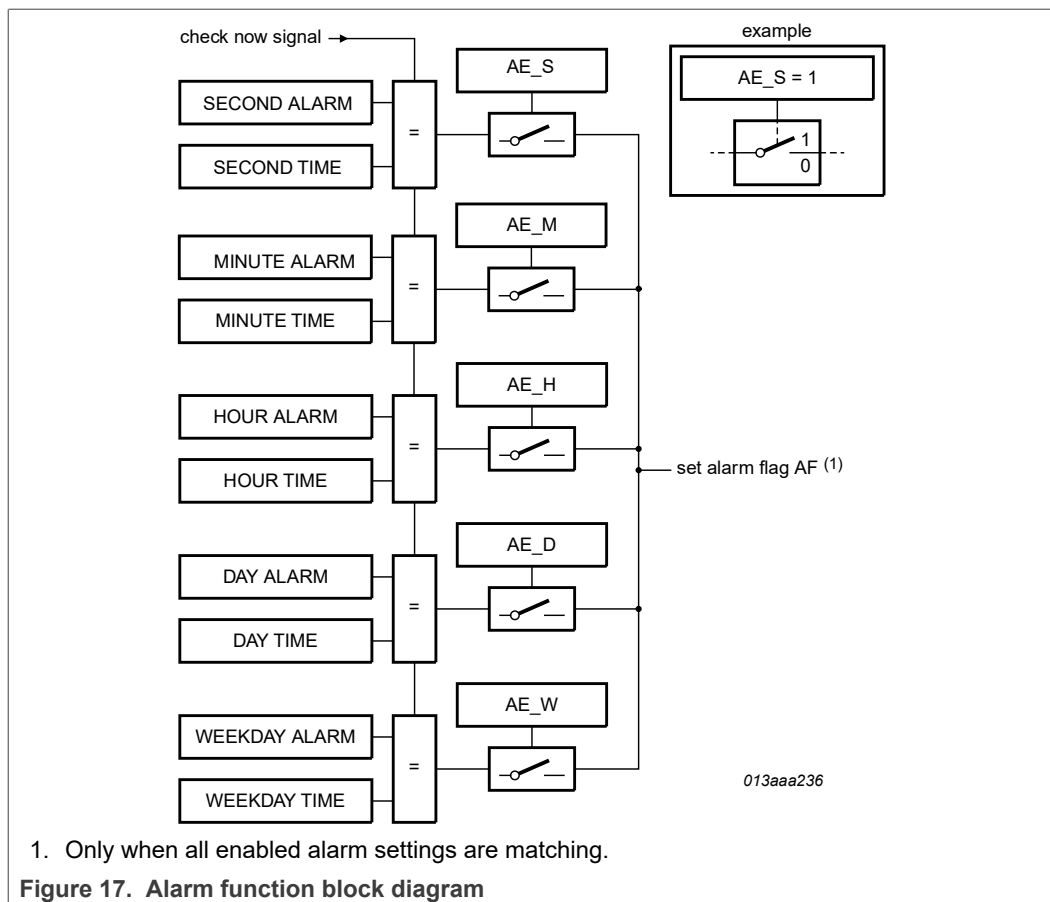 check now signal
example
SECOND ALARM
SECOND TIME
=
AE_S
AE_S = 1
1
0
MINUTE ALARM
MINUTE TIME
=
AE_M
HOUR ALARM
HOUR TIME
=
AE_H
set alarm flag AF (1)
DAY ALARM
DAY TIME
=
AE_D
WEEKDAY ALARM
WEEKDAY TIME
=
AE_W
013aaa236
1. Only when all enabled alarm settings are matching.
Figure 17. Alarm function block diagram